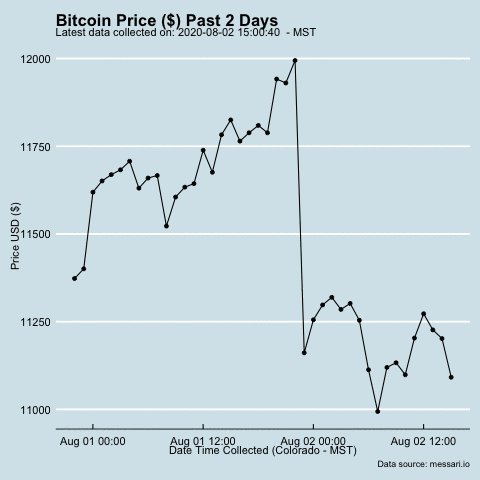 Bitcoin Price ($) Past 2 Days
Latest data collected on: 2020-08-02 15:00:40 - MST
12000
11750
11500
11250
11000
Price USD ($)
Aug 01 00:00 Aug 01 12:00 Aug 02 00:00 Aug 02 12:00
Date Time Collected (Colorado - MST)
Data source: messari.io